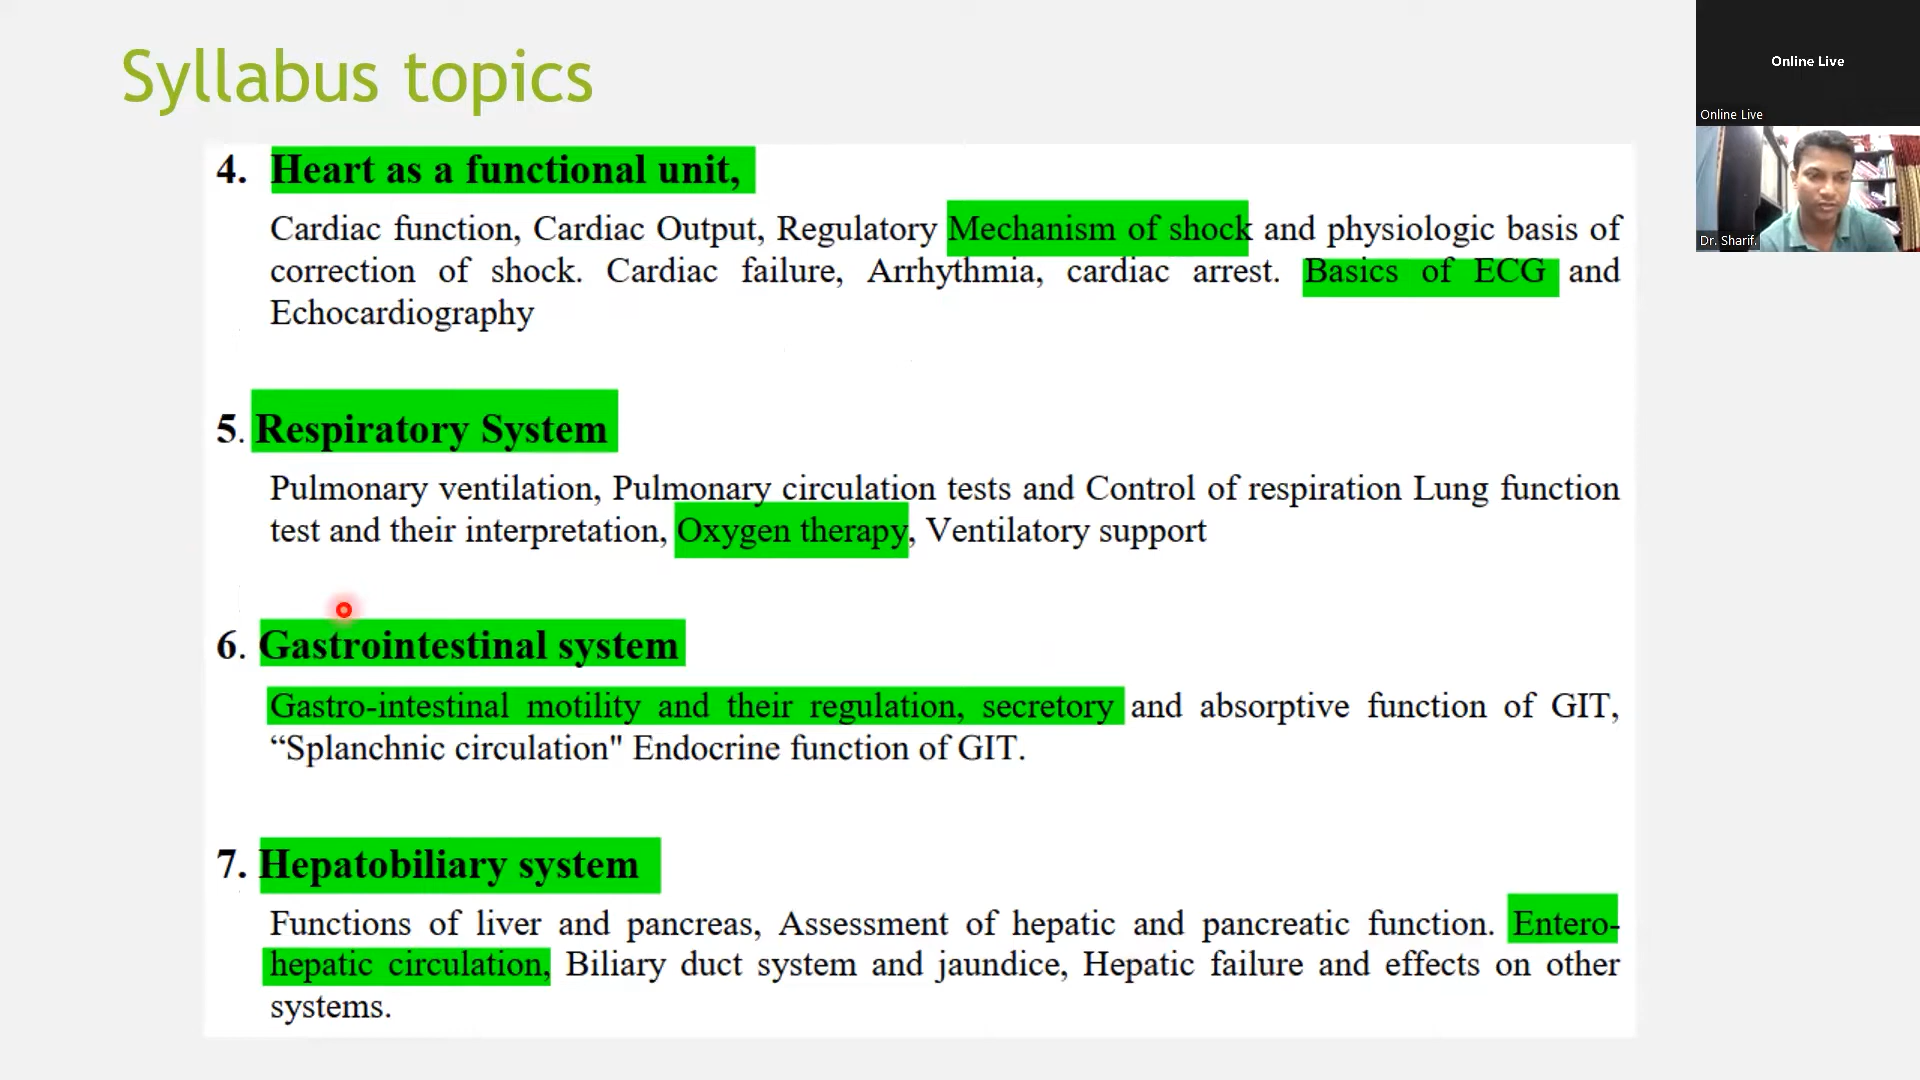 Syllabus topics
4. Heart as a functional unit,
Cardiac function, Cardiac Output, Regulatory Mechanism of shock and physiologic basis of
correction of shock. Cardiac failure, Arrhythmia, cardiac arrest. Basics of ECG and
Echocardiography
5. Respiratory System
Pulmonary ventilation, Pulmonary circulation tests and Control of respiration Lung function
test and their interpretation, Oxygen therapy, Ventilatory support
6. Gastrointestinal system
Gastro-intestinal motility and their regulation, secretory and absorptive function of GIT,
“Splanchnic circulation" Endocrine function of GIT.
7. Hepatobiliary system
Functions of liver and pancreas, Assessment of hepatic and pancreatic function. Entero-
hepatic circulation, Biliary duct system and jaundice, Hepatic failure and effects on other
systems.
Online Live
Online Live
Dr. Sharif.